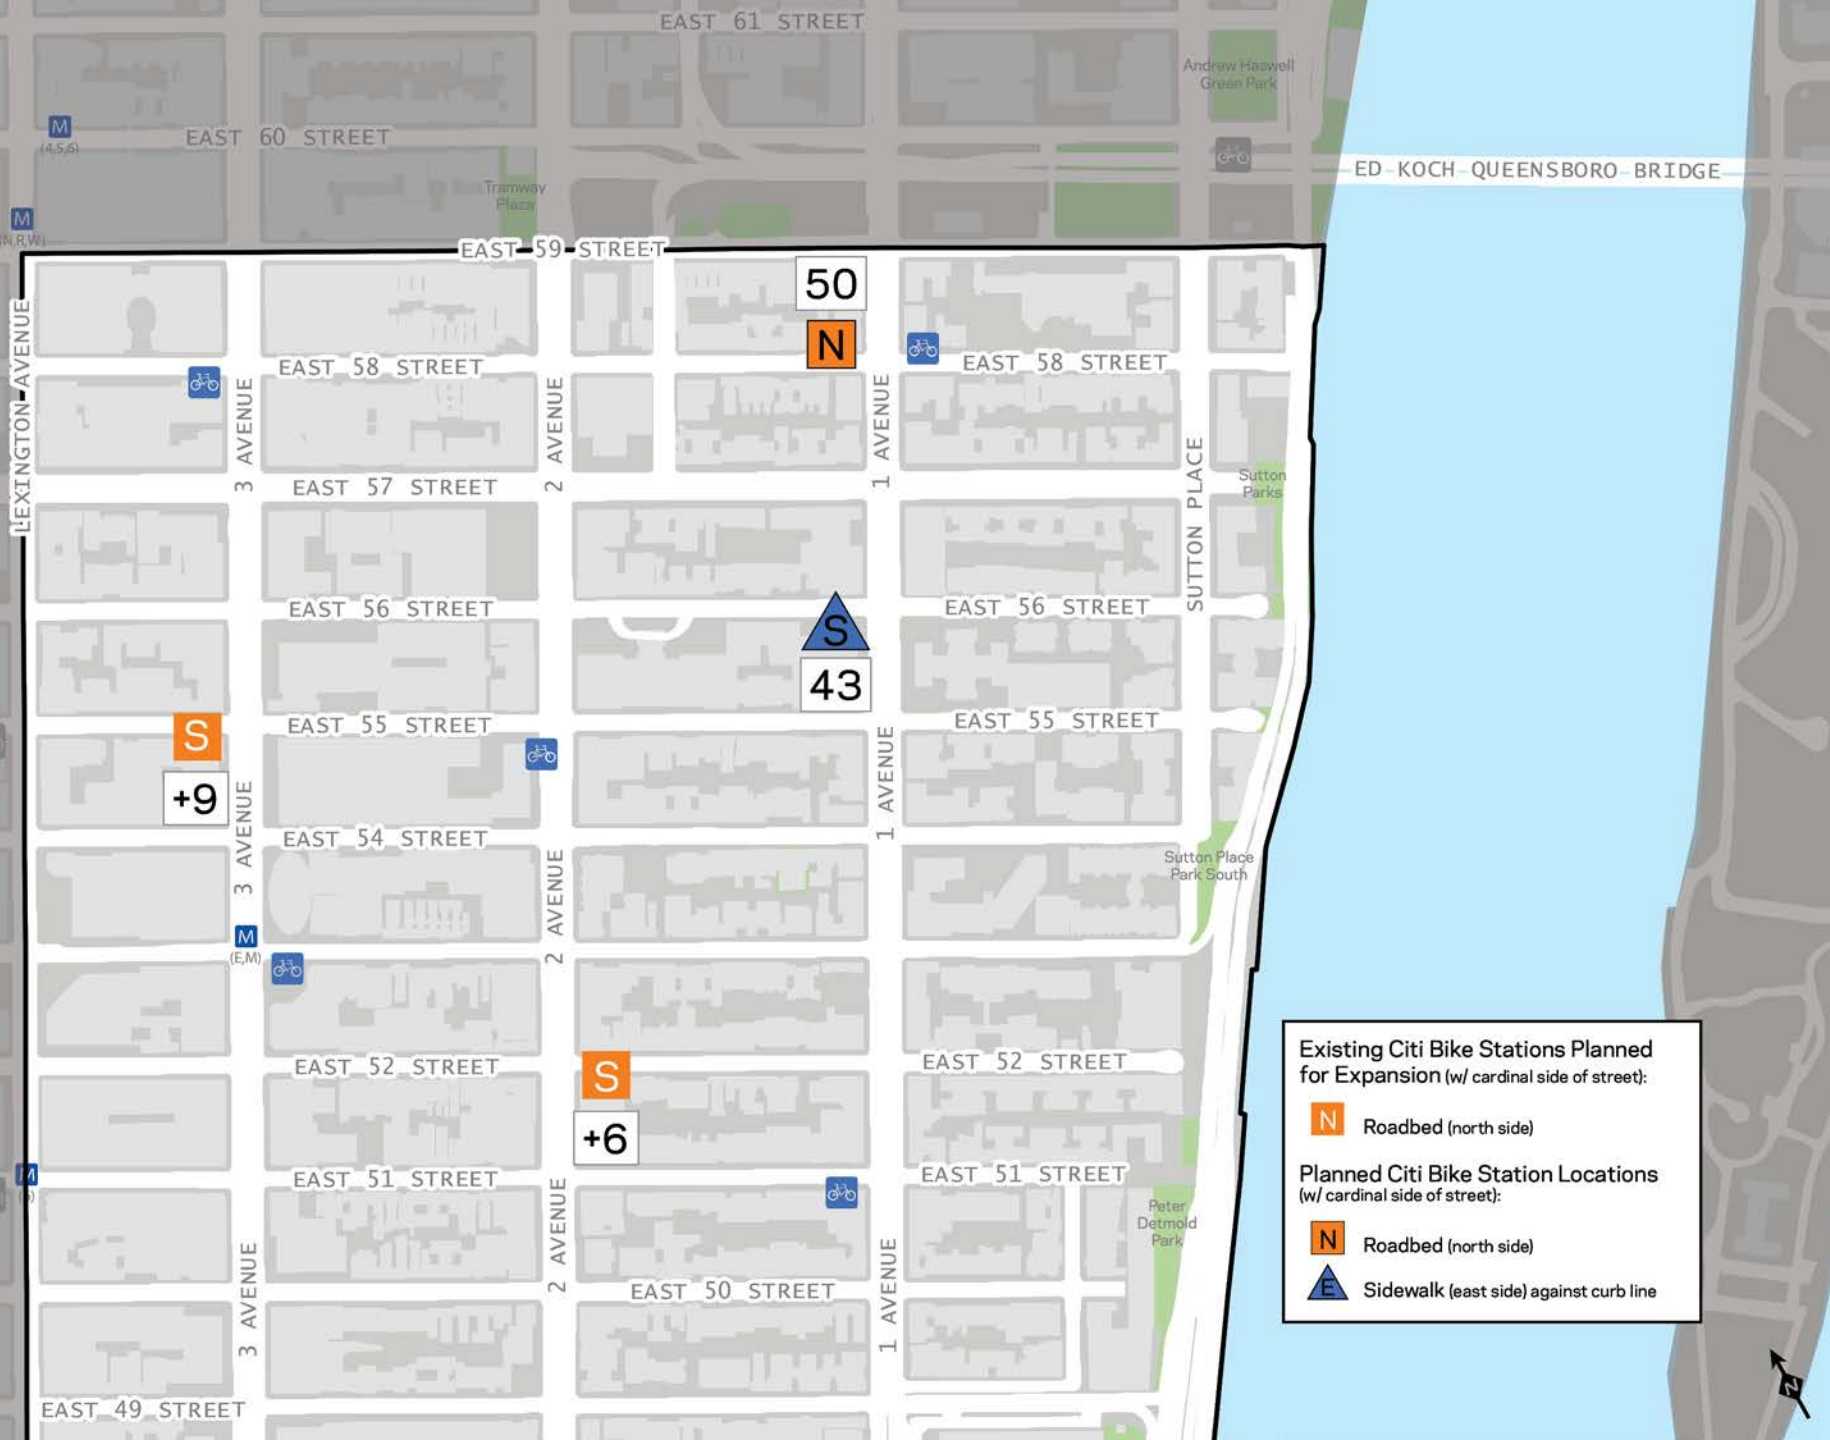 EAST 61 STREET
Andrew Haswell
Green Park
M
(4,5,6)
EAST 60 STREET
ED KOCH QUEENSBORO BRIDGE
Tramway
Plaza
M
(N,R,W)
EAST 59 STREET
50
N
EAST 58 STREET
EAST 58 STREET
LEXINGTON AVENUE
3 AVENUE
2 AVENUE
1 AVENUE
SUTTON PLACE
Sutton
Parks
EAST 57 STREET
EAST 56 STREET
S
43
EAST 56 STREET
S
+9
EAST 55 STREET
EAST 55 STREET
3 AVENUE
1 AVENUE
EAST 54 STREET
2 AVENUE
Sutton Place
Park South
M
(E,M)
EAST 52 STREET
S
+6
EAST 52 STREET
M
EAST 51 STREET
EAST 51 STREET
2 AVENUE
Peter
Detmold
Park
3 AVENUE
1 AVENUE
EAST 50 STREET
EAST 49 STREET
Existing Citi Bike Stations Planned
for Expansion (w/ cardinal side of street):
N Roadbed (north side)
Planned Citi Bike Station Locations
(w/ cardinal side of street):
N Roadbed (north side)
E Sidewalk (east side) against curb line
N